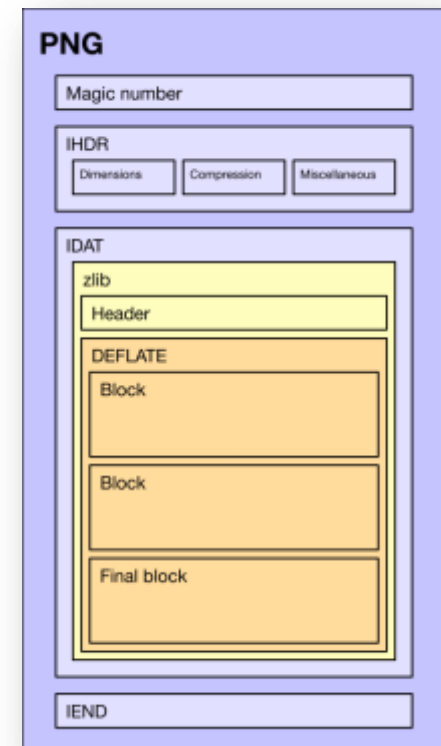 PNG
Magic number
IHDR
Dimensions Compression Miscellaneous
IDAT
zlib
Header
DEFLATE
Block
Block
Final block
IEND